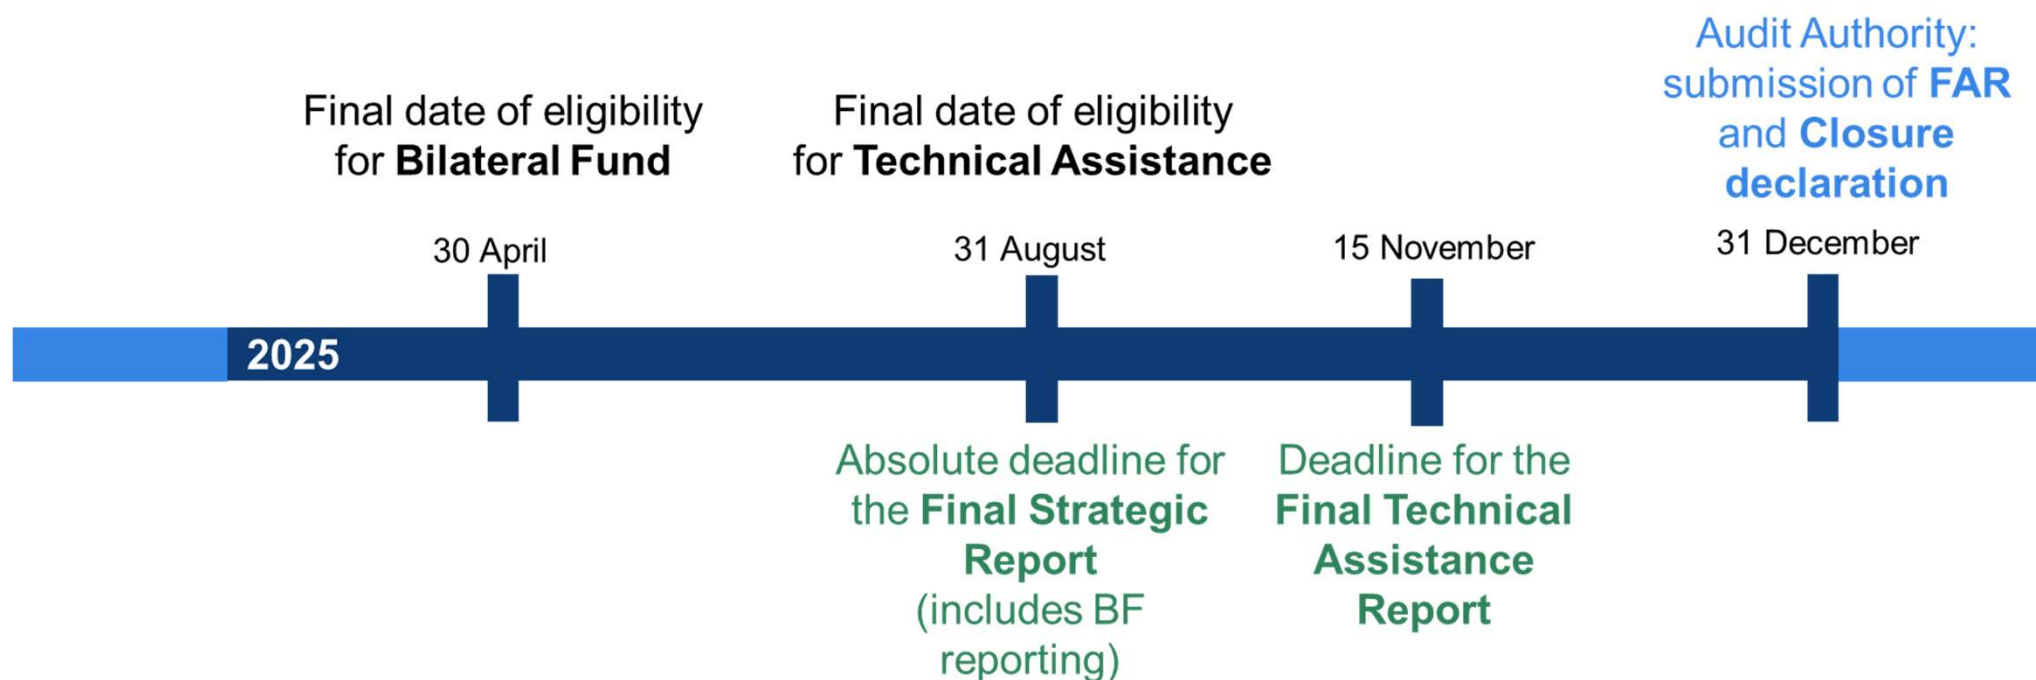 Audit Authority:
submission of FAR
and Closure
declaration
Final date of eligibility
for Bilateral Fund
Final date of eligibility
for Technical Assistance
30 April
31 August
15 November
31 December
2025
Absolute deadline for
the Final Strategic
Report
(includes BF
reporting)
Deadline for the
Final Technical
Assistance
Report